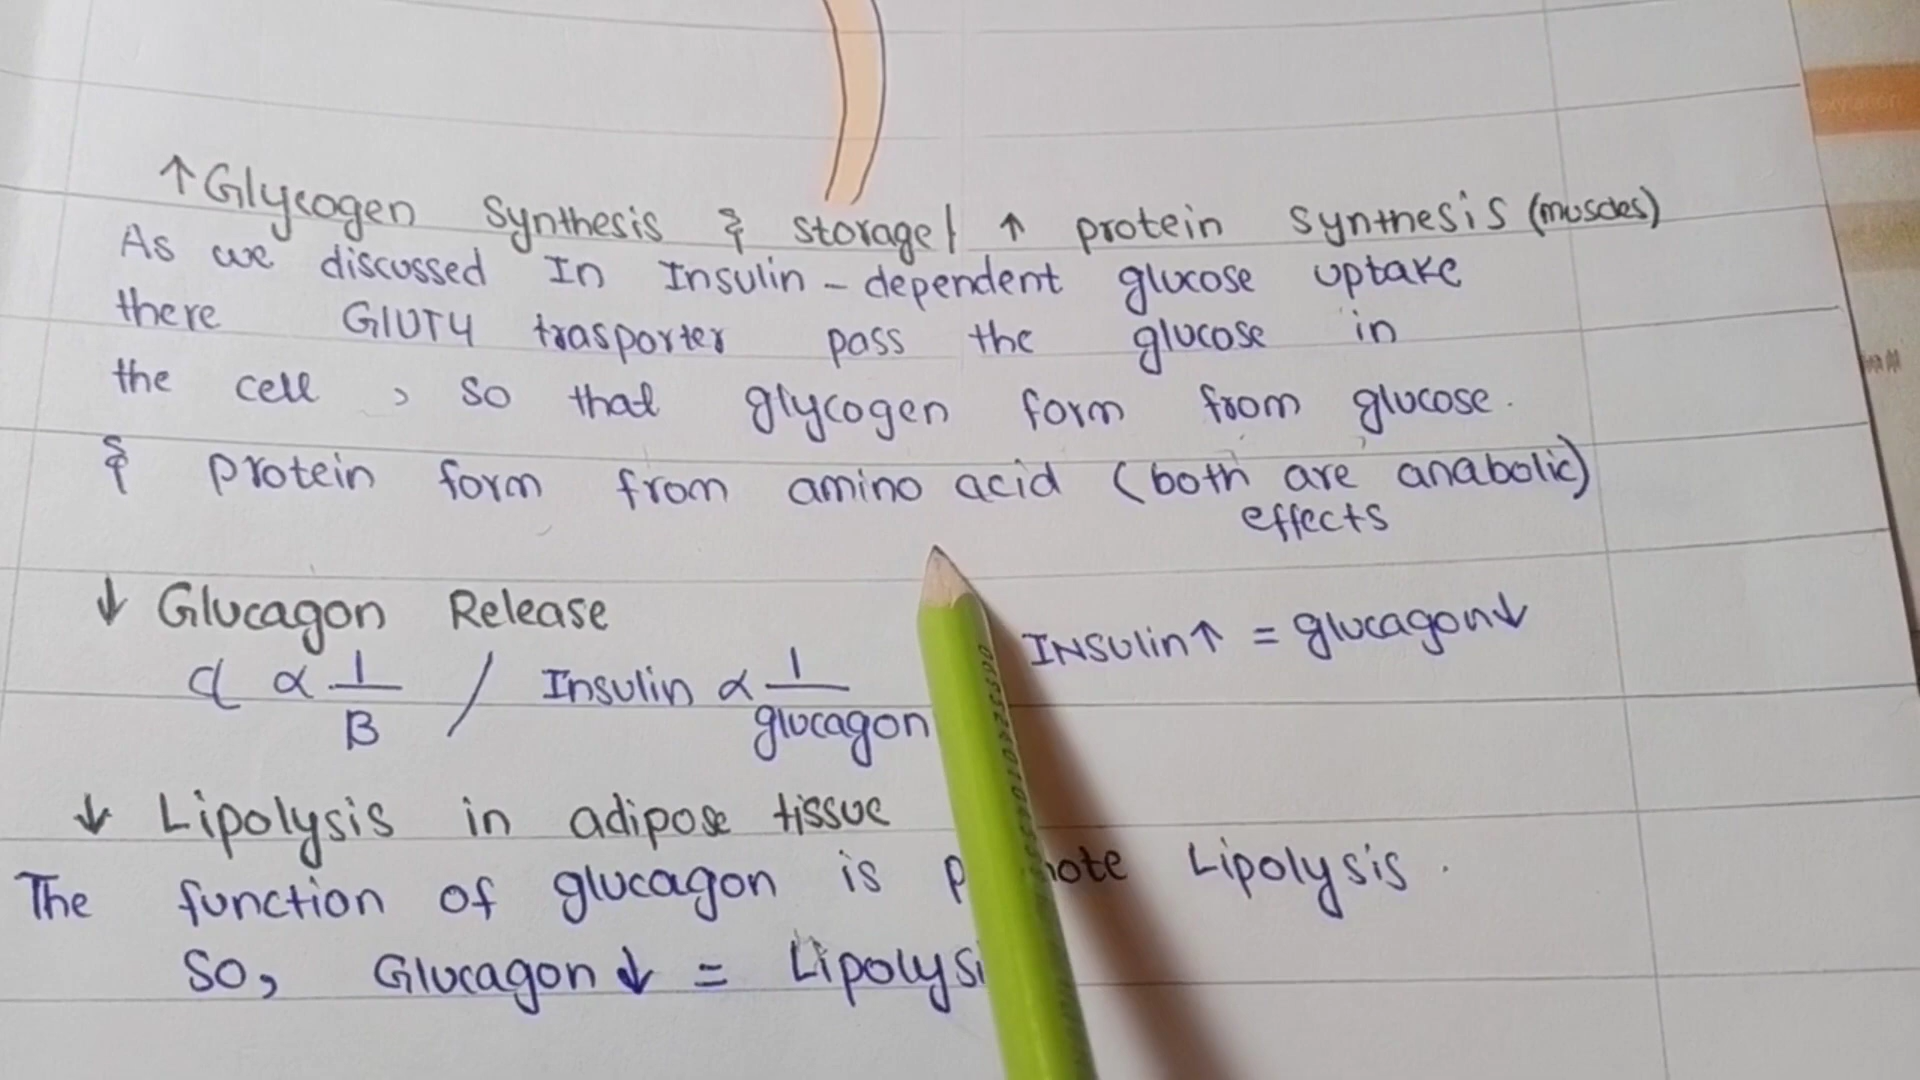 ↑ Glycogen Synthesis & storage | ↑ protein synthesis (muscles)
As we discussed In Insulin - dependent glucose uptake
there GlUT4 trasporter pass the glucose in
the cell , so that glycogen form from glucose.
& protein form from amino acid (both are anabolic)
effects
↓ Glucagon Release
INSUlin↑ = glucagon↓
α ∝ 1/B / Insulin ∝ 1/glucagon
↓ Lipolysis in adipose tissue
The function of glucagon is Lipolysis.
So, Glucagon ↓ =